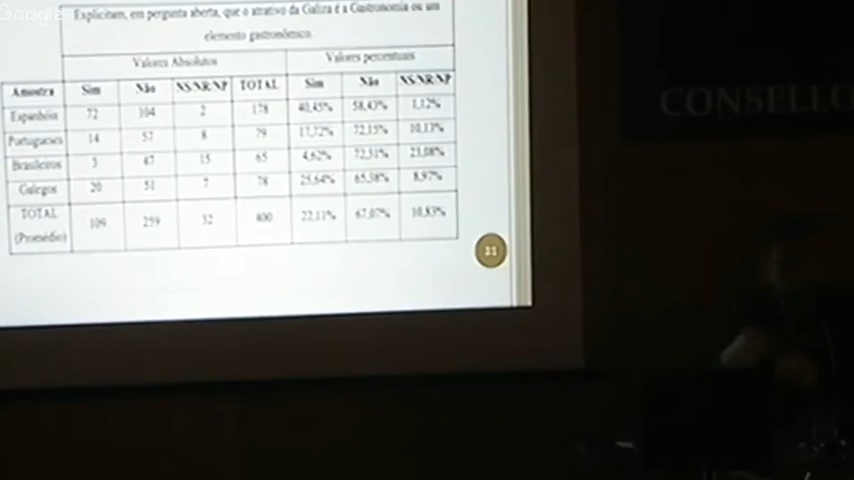 Google
Explicitam, em pergunta aberta, que o atrativo da Galiza é a Gastronomia ou um
elemento gastronômico.
Valores Absolutos Valores percentuais
Amostra Sim Não NS/NR/NP TOTAL Sim Não NS/NR/NP
Espanhóis 72 104 2 178 40,45% 58,43% 1,12%
Portugueses 14 57 8 79 17,72% 72,15% 10,13%
Brasileiros 3 47 15 65 4,62% 72,31% 23,08%
Galegos 20 51 7 78 25,64% 65,38% 8,97%
TOTAL
(Promédio) 109 259 32 400 22,11% 67,07% 10,83%
31
CONSELLO